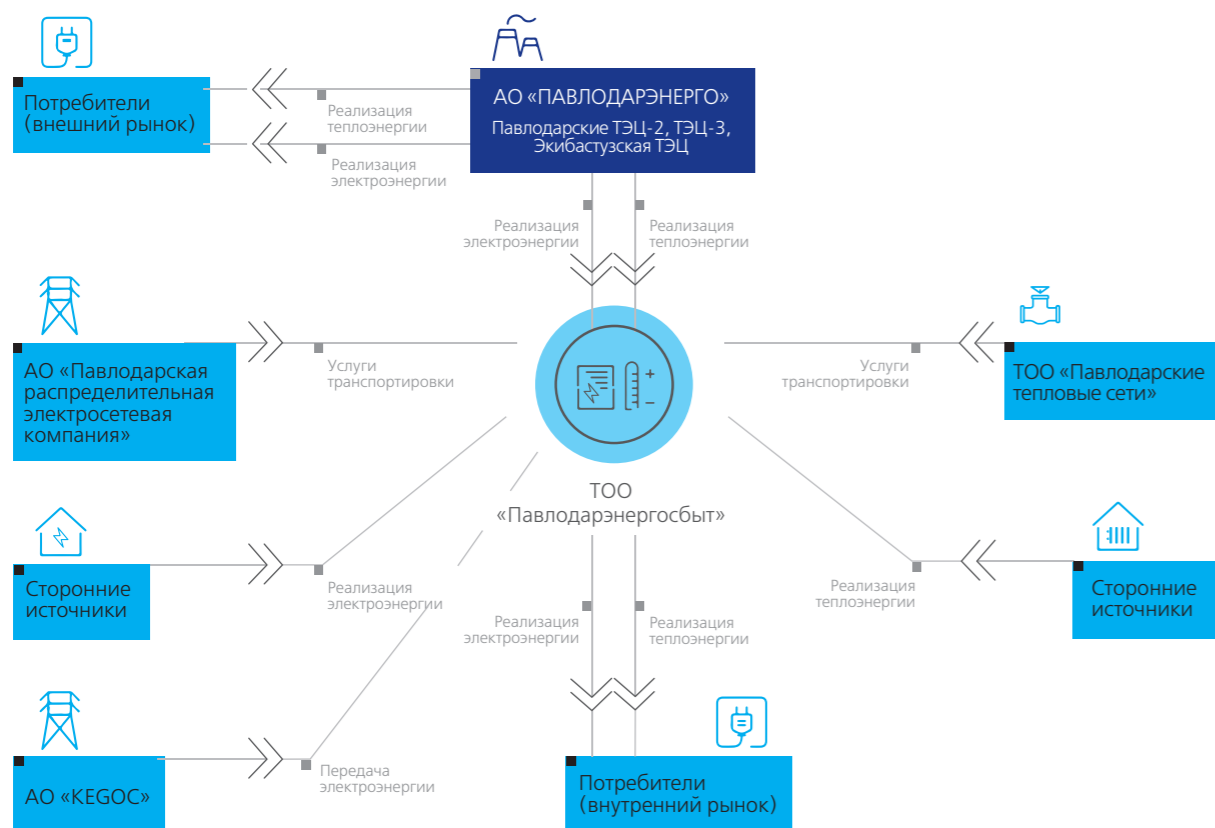 Потребители
(внешний рынок)
Реализация
теплоэнергии
Реализация
электроэнергии
АО «ПАВЛОДАРЭНЕРГО»
Павлодарские ТЭЦ-2, ТЭЦ-3,
Экибастузская ТЭЦ
Реализация
электроэнергии
Реализация
теплоэнергии
АО «Павлодарская
распределительная
электросетевая
компания»
Услуги
транспортировки
Услуги
транспортировки
ТОО «Павлодарские
тепловые сети»
ТОО
«Павлодарэнергосбыт»
Сторонние
источники
Реализация
электроэнергии
Реализация
теплоэнергии
Сторонние
источники
Реализация
электроэнергии
Реализация
теплоэнергии
АО «KEGOC»
Передача
электроэнергии
Потребители
(внутренний рынок)